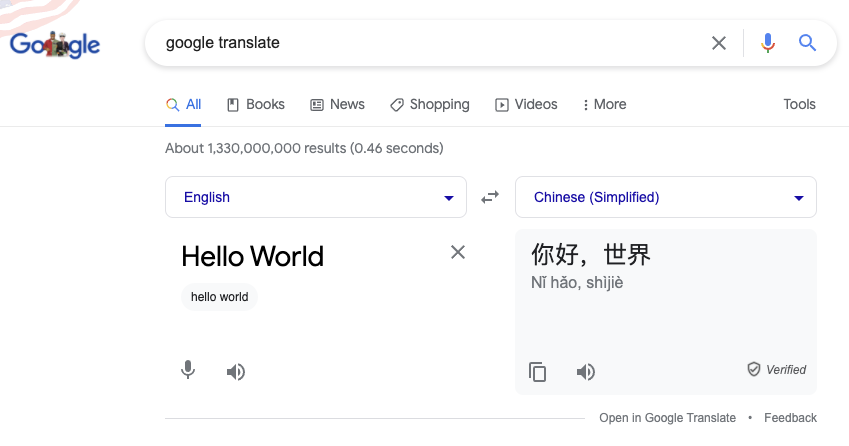 Google
google translate
All Books News Shopping Videos More Tools
About 1,330,000,000 results (0.46 seconds)
English Chinese (Simplified)
Hello World
你好，世界
Nǐ hǎo, shìjiè
hello world
Verified
Open in Google Translate • Feedback